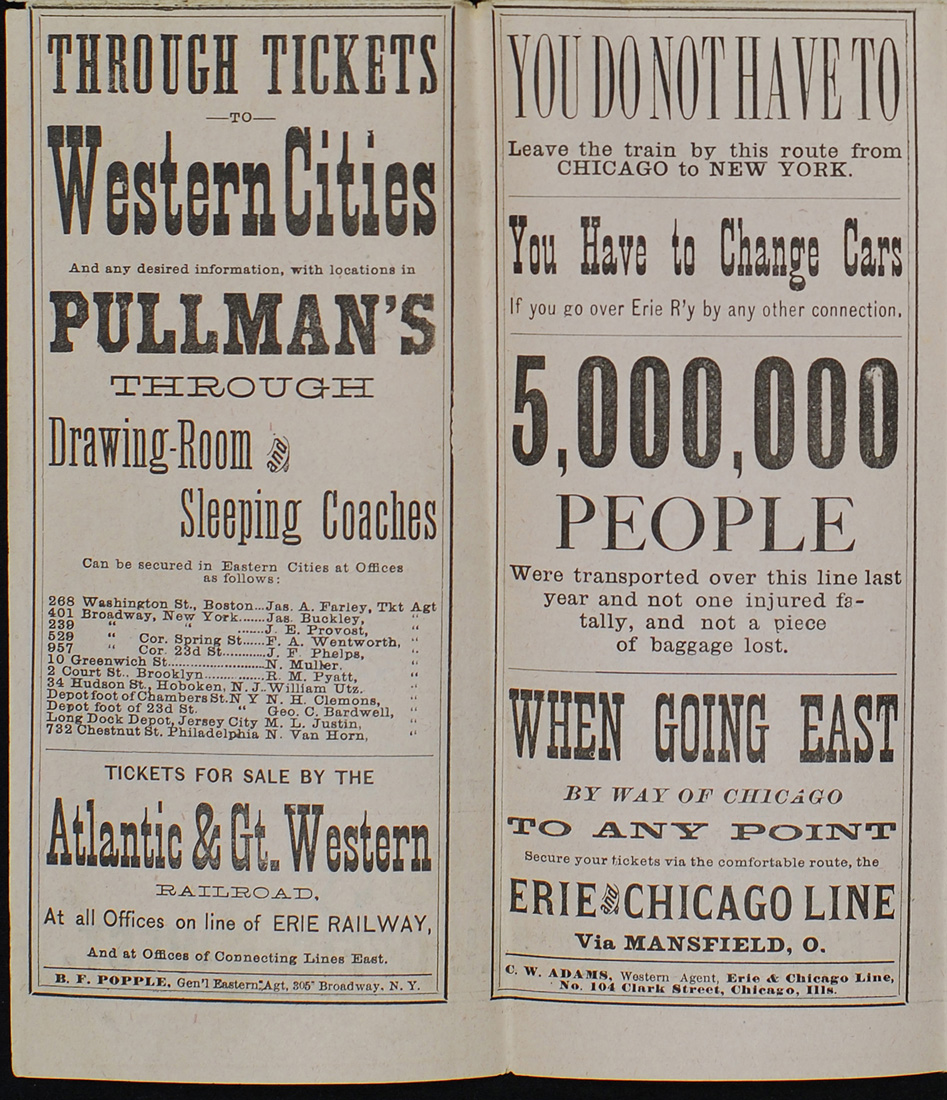 THROUGH TICKETS
—TO—
Western Cities
And any desired information, with locations in
PULLMAN'S
THROUGH
Drawing-Room and
Sleeping Coaches
Can be secured in Eastern Cities at Offices
as follows:
268 Washington St., Boston...Jas. A. Farley, Tkt Agt
401 Broadway, New York.......Jas. Buckley, "
239 " " .......J. E. Provost, "
529 " Cor. Spring St......F. A. Wentworth, "
957 " Cor. 23d St...........J. F. Phelps, "
10 Greenwich St.........................N. Mulher. "
2 Court St., Brooklyn...............R. M. Pyatt, "
34 Hudson St., Hoboken, N. J..William Utz. "
Depot foot of Chambers St. N Y N. H. Clemons, "
Depot foot of 23d St. " Geo. C. Bardwell, "
Long Dock Depot, Jersey City M. L. Justin, "
732 Chestnut St. Philadelphia N. Van Horn, "
TICKETS FOR SALE BY THE
Atlantic & Gt. Western
RAILROAD,
At all Offices on line of ERIE RAILWAY,
And at Offices of Connecting Lines East.
B. F. POPPLE, Gen'l Eastern Agt, 305 Broadway, N. Y.
YOU DO NOT HAVE TO
Leave the train by this route from
CHICAGO to NEW YORK.
You Have to Change Cars
If you go over Erie R'y by any other connection.
5,000,000
PEOPLE
Were transported over this line last
year and not one injured fa-
tally, and not a piece
of baggage lost.
WHEN GOING EAST
BY WAY OF CHICAGO
TO ANY POINT
Secure your tickets via the comfortable route, the
ERIE and CHICAGO LINE
Via MANSFIELD, O.
C. W. ADAMS, Western Agent, Erie & Chicago Line,
No. 104 Clark Street, Chicago, Ills.